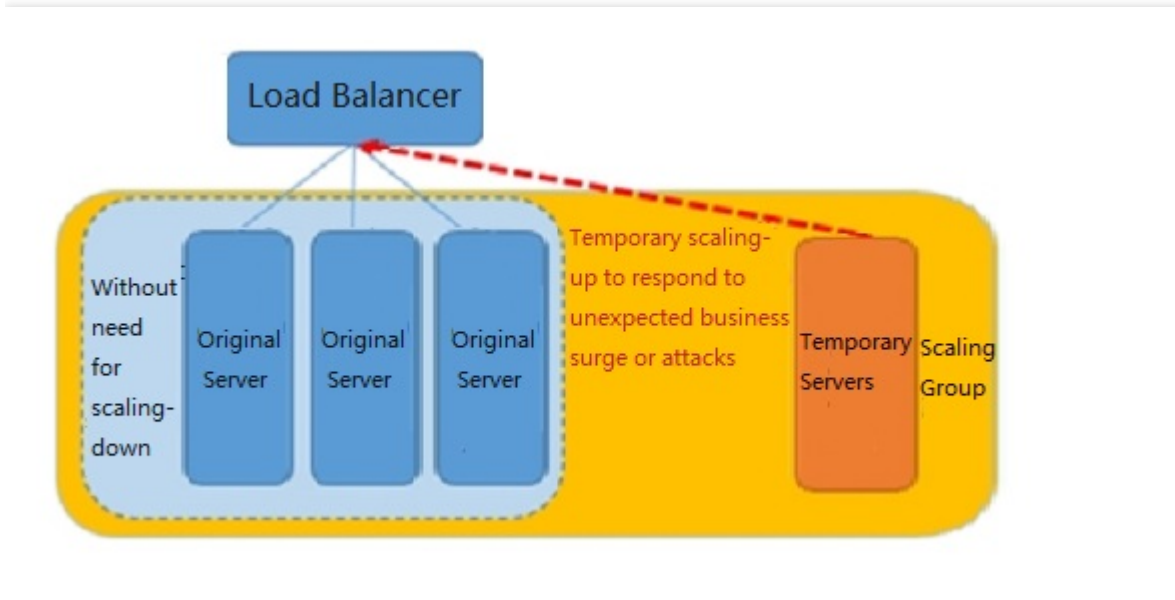 Load Balancer
Without
need
for
scaling-
down
Original
Server
Original
Server
Original
Server
Temporary scaling-
up to respond to
unexpected business
surge or attacks
Temporary
Servers
Scaling
Group